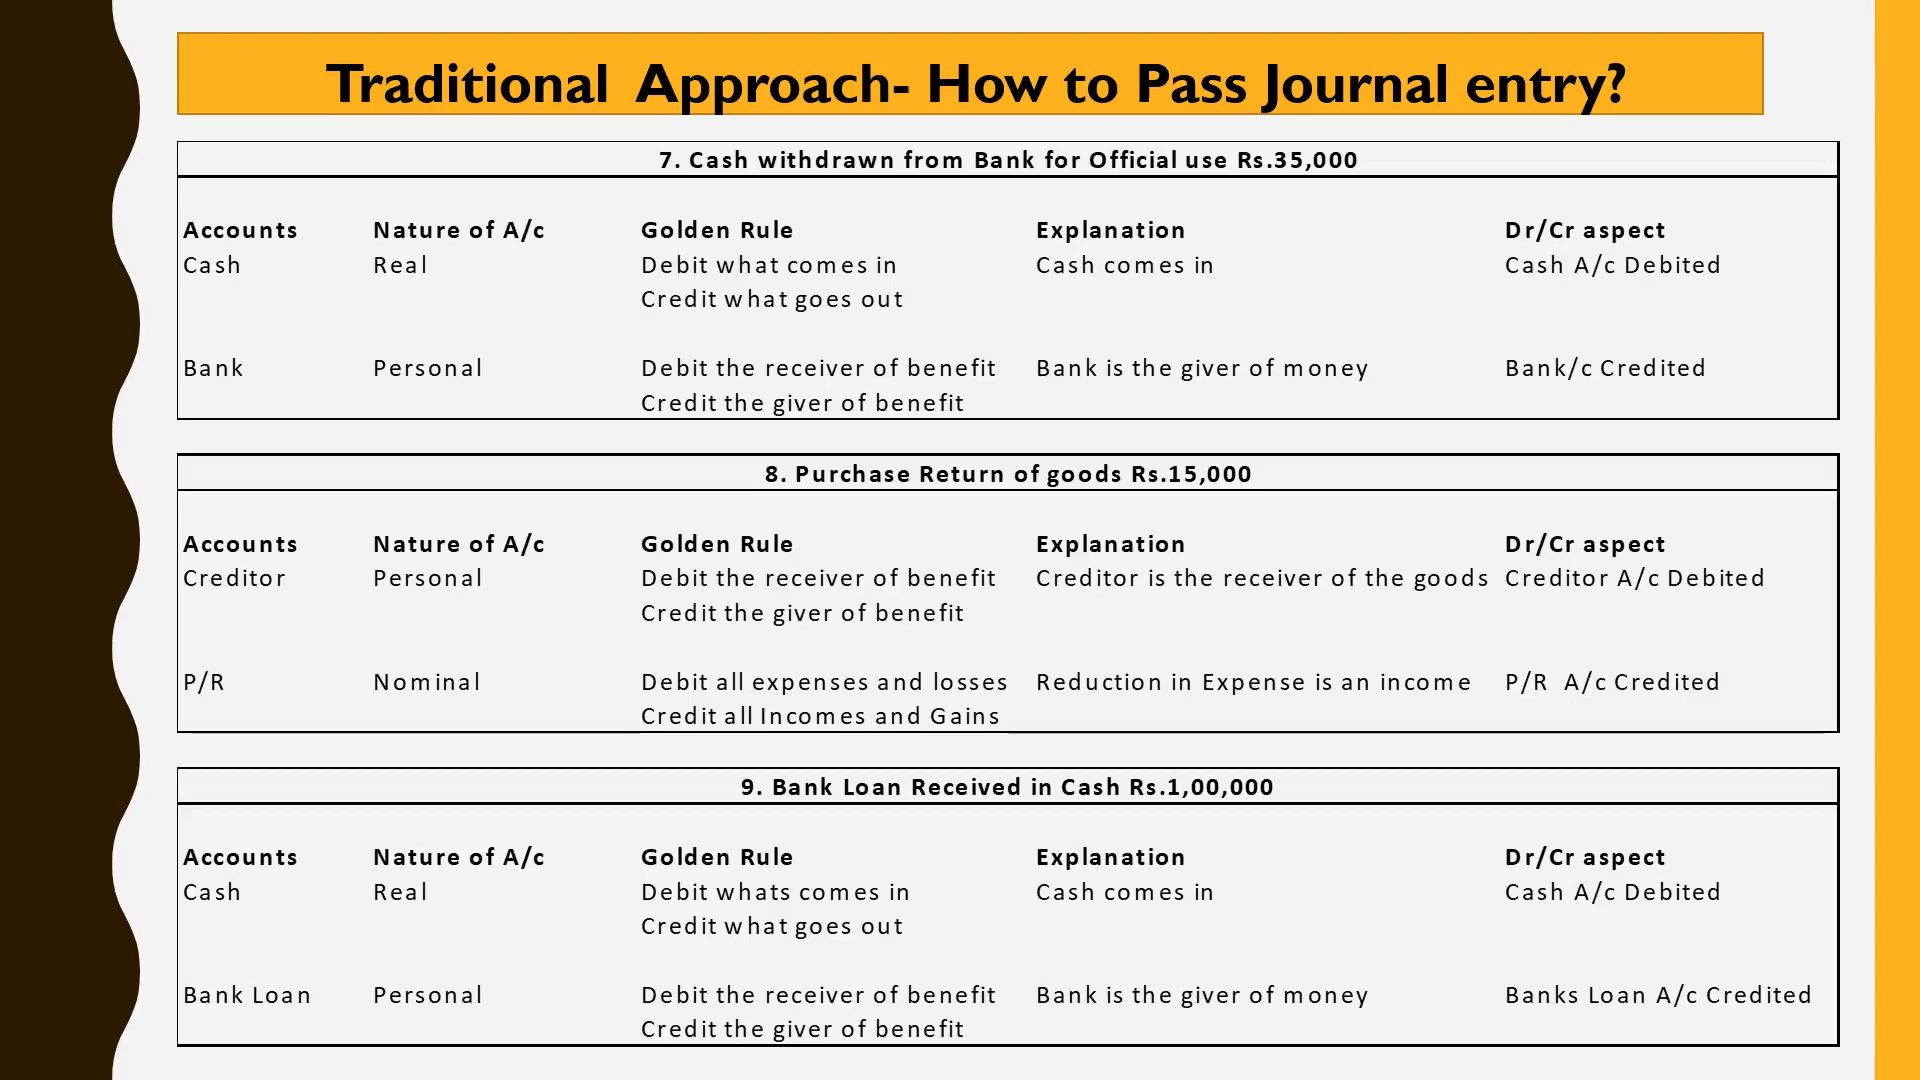 Traditional Approach- How to Pass Journal entry?
7. Cash withdrawn from Bank for Official use Rs.35,000
Accounts Nature of A/c Golden Rule Explanation Dr/Cr aspect
Cash Real Debit what comes in Cash comes in Cash A/c Debited
Credit what goes out
Bank Personal Debit the receiver of benefit Bank is the giver of money Bank/c Credited
Credit the giver of benefit
8. Purchase Return of goods Rs.15,000
Accounts Nature of A/c Golden Rule Explanation Dr/Cr aspect
Creditor Personal Debit the receiver of benefit Creditor is the receiver of the goods Creditor A/c Debited
Credit the giver of benefit
P/R Nominal Debit all expenses and losses Reduction in Expense is an income P/R A/c Credited
Credit all Incomes and Gains
9. Bank Loan Received in Cash Rs.1,00,000
Accounts Nature of A/c Golden Rule Explanation Dr/Cr aspect
Cash Real Debit whats comes in Cash comes in Cash A/c Debited
Credit what goes out
Bank Loan Personal Debit the receiver of benefit Bank is the giver of money Banks Loan A/c Credited
Credit the giver of benefit